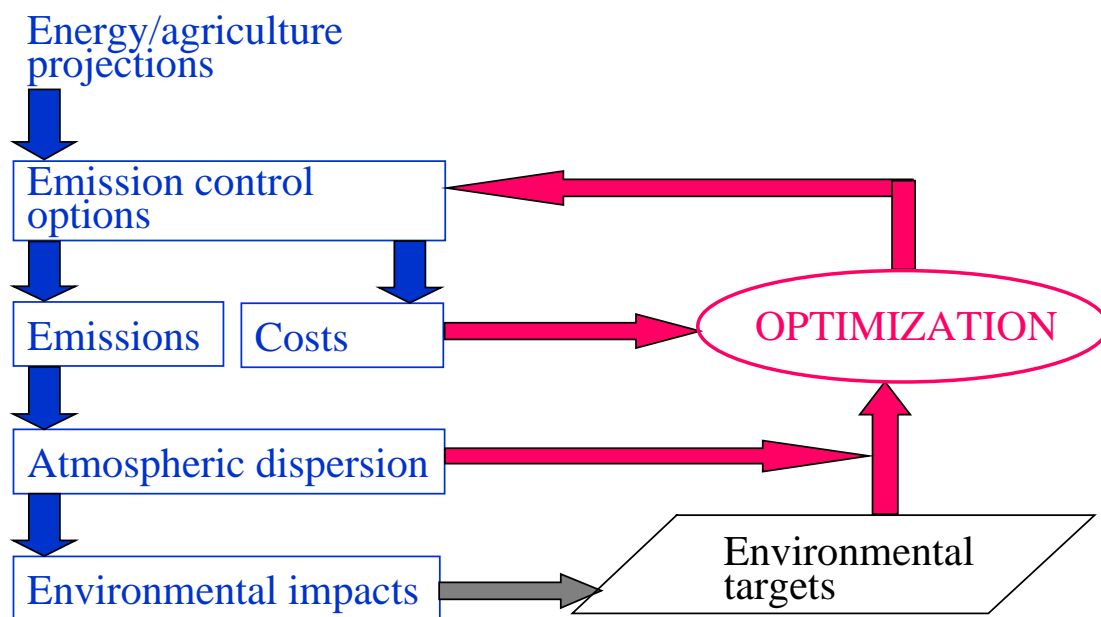 Energy/agriculture
projections
Emission control
options
Emissions
Costs
OPTIMIZATION
Atmospheric dispersion
Environmental impacts
Environmental
targets